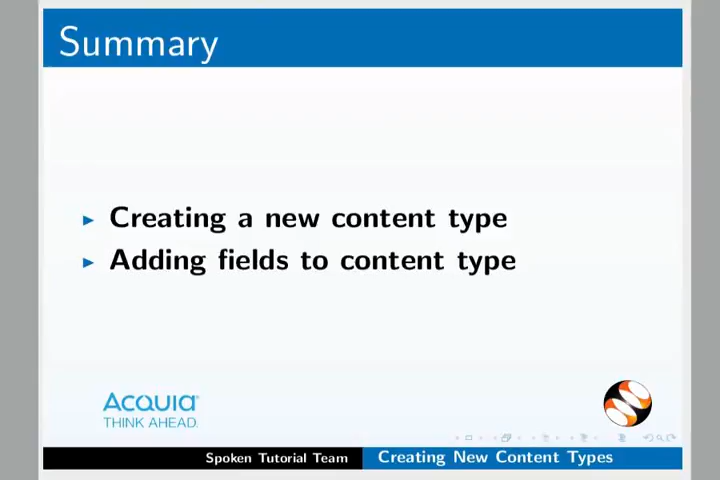 Summary
Creating a new content type
Adding fields to content type
ACQUIA
THINK AHEAD.
Spoken Tutorial Team
Creating New Content Types